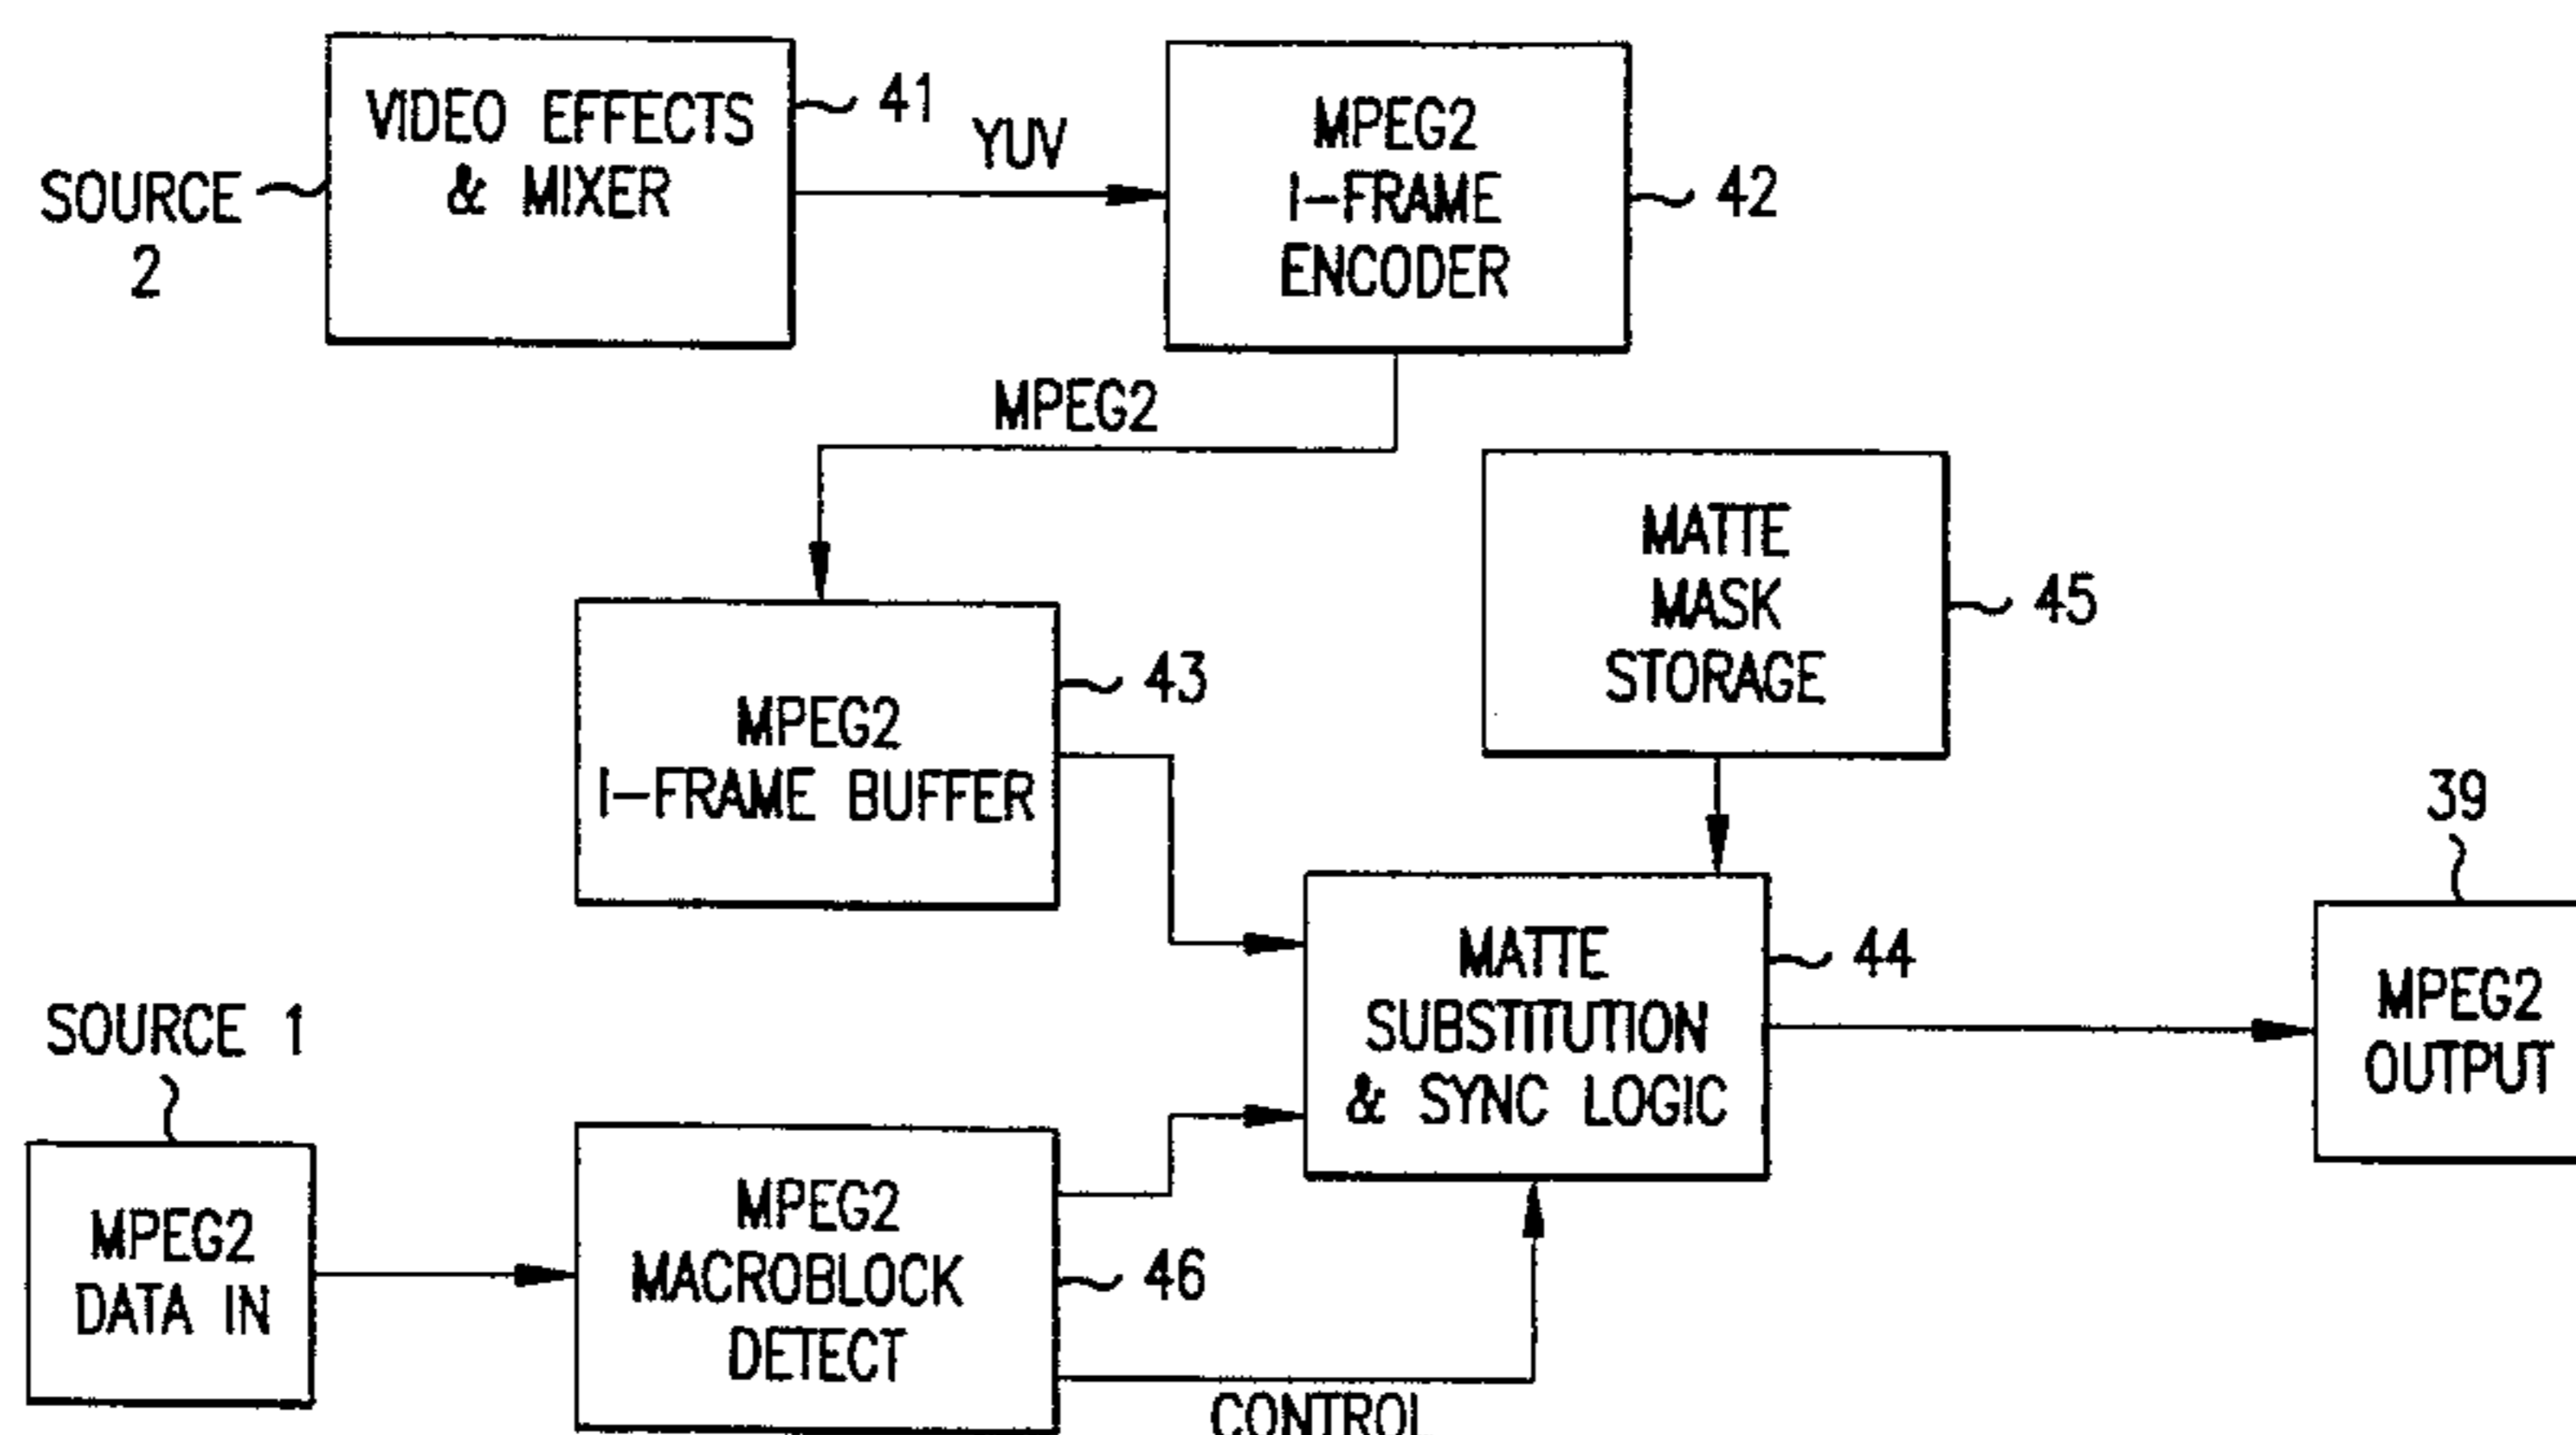 VIDEO EFFECTS
& MIXER
41
SOURCE
2
YUV
MPEG2
I-FRAME
ENCODER
42
MPEG2
MATTE
MASK
STORAGE
45
MPEG2
I-FRAME BUFFER
43
39
MATTE
SUBSTITUTION
& SYNC LOGIC
44
MPEG2
OUTPUT
SOURCE 1
MPEG2
DATA IN
MPEG2
MACROBLOCK
DETECT
46
CONTROL